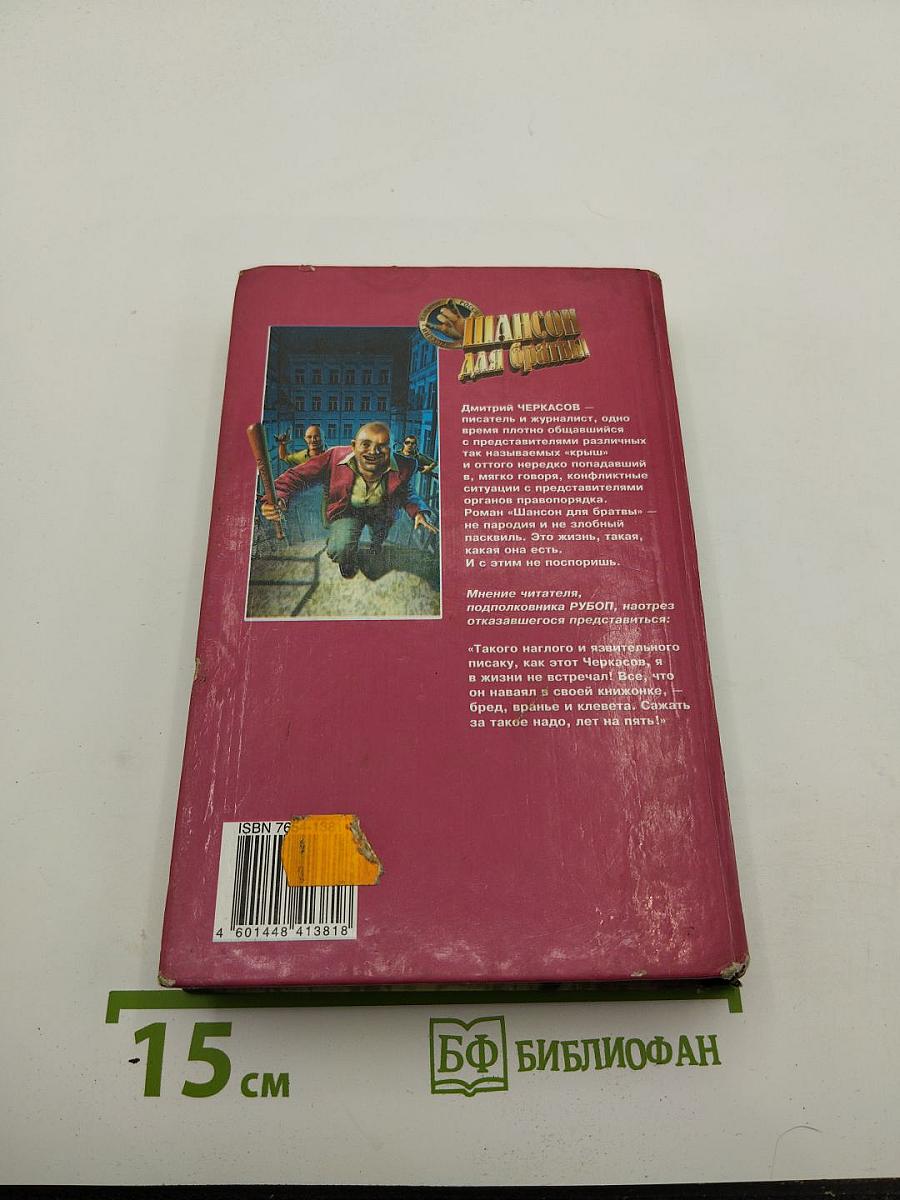 ШАНСОН
для братвы
Дмитрий ЧЕРКАСОВ –
писатель и журналист, одно
время плотно общавшийся
с представителями различных
так называемых «крыш»
и оттого нередко попадавший
в, мягко говоря, конфликтные
ситуации с представителями
органов правопорядка.
Роман «Шансон для братвы» –
не пародия и не злобный
пасквиль. Это жизнь, такая,
какая она есть.
И с этим не поспоришь.
Мнение читателя,
подполковника РУБОП, наотрез
отказавшегося представиться:
«Такого наглого и язвительного
писаку, как этот Черкасов, я
в жизни не встречал! Все, что
он наваял в своей книжонке, –
бред, вранье и клевета. Сажать
за такое надо, лет на пять!»
ISBN
4 601448 413818
15 см
БФ БИБЛИОФАН